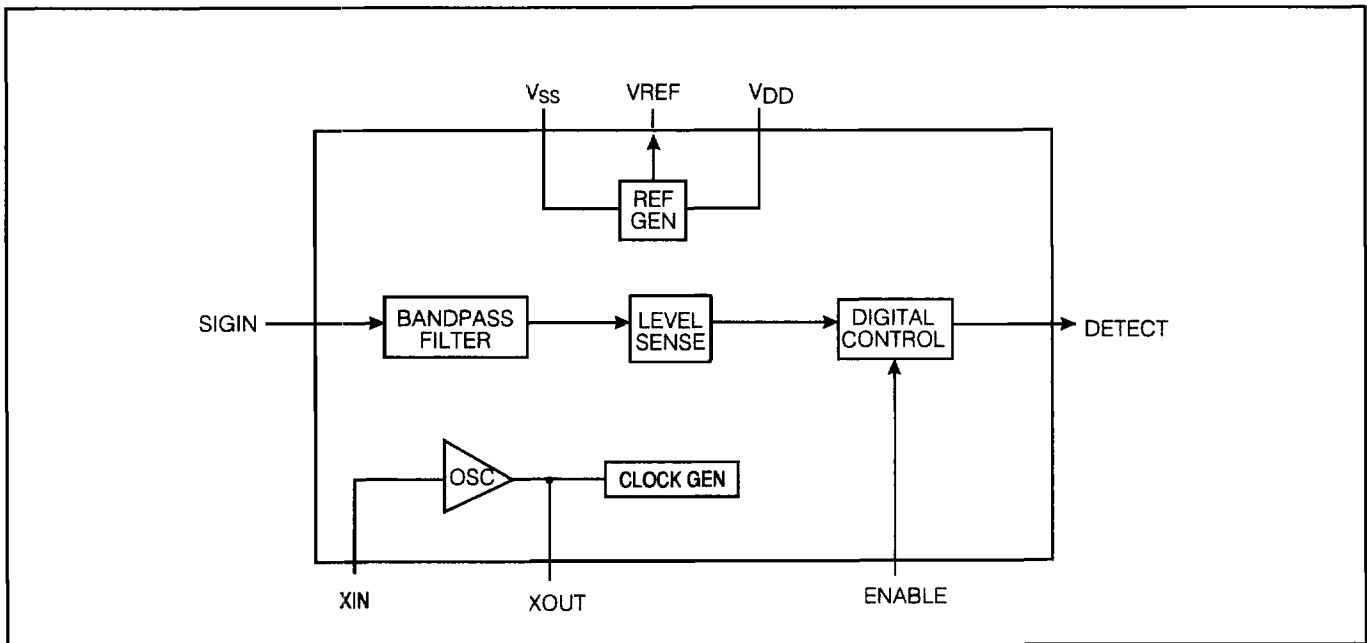 VSS VREF VDD
REF
GEN
SIGIN
BANDPASS
FILTER
LEVEL
SENSE
DIGITAL
CONTROL
DETECT
OSC
CLOCK GEN
XIN
XOUT
ENABLE